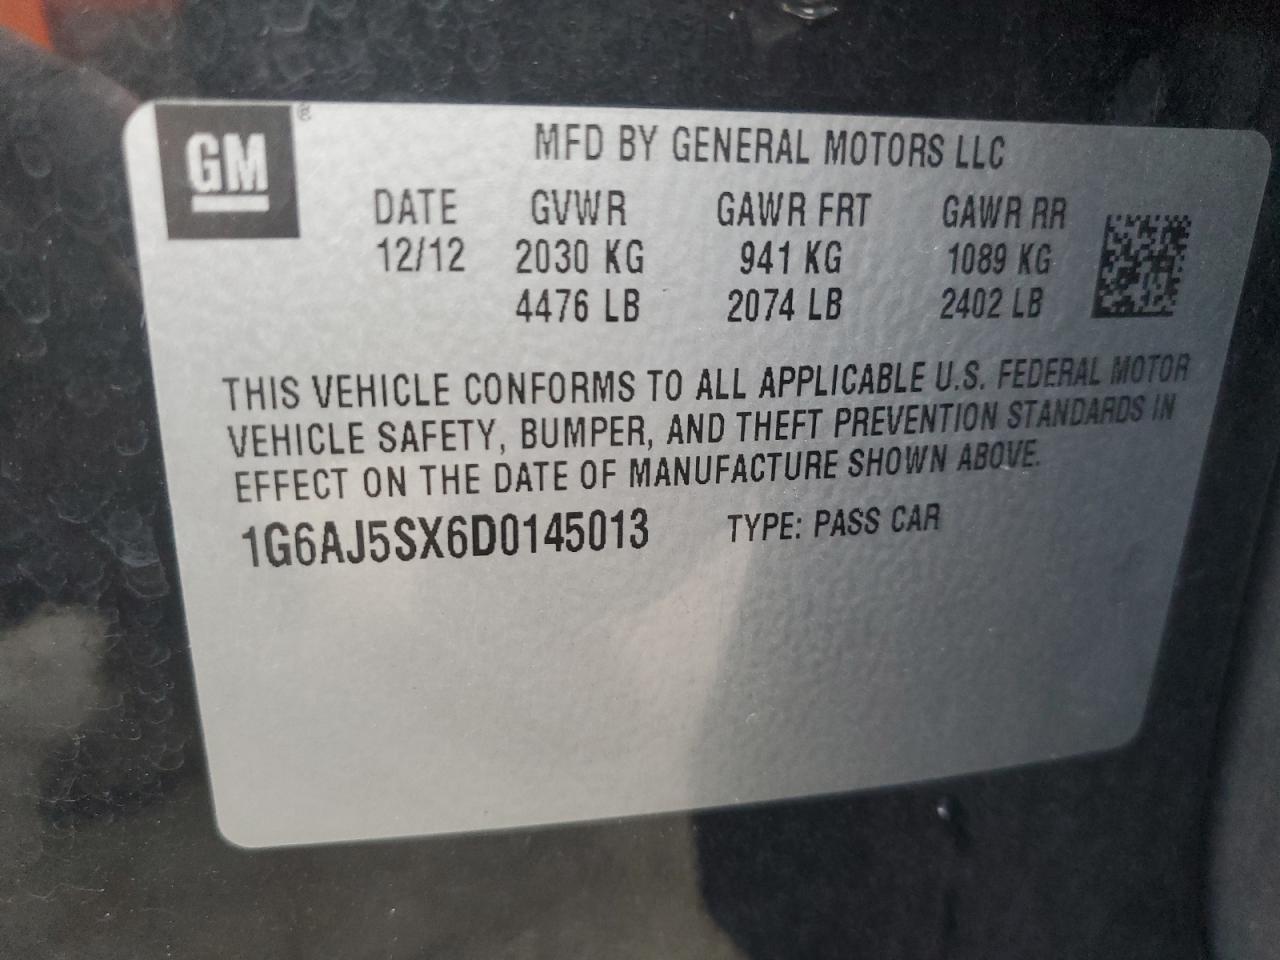 GM ®
MFD BY GENERAL MOTORS LLC
DATE GVWR GAWR FRT GAWR RR
12/12 2030 KG 941 KG 1089 KG
4476 LB 2074 LB 2402 LB
THIS VEHICLE CONFORMS TO ALL APPLICABLE U.S. FEDERAL MOTOR
VEHICLE SAFETY, BUMPER, AND THEFT PREVENTION STANDARDS IN
EFFECT ON THE DATE OF MANUFACTURE SHOWN ABOVE.
1G6AJ5SX6D0145013 TYPE: PASS CAR